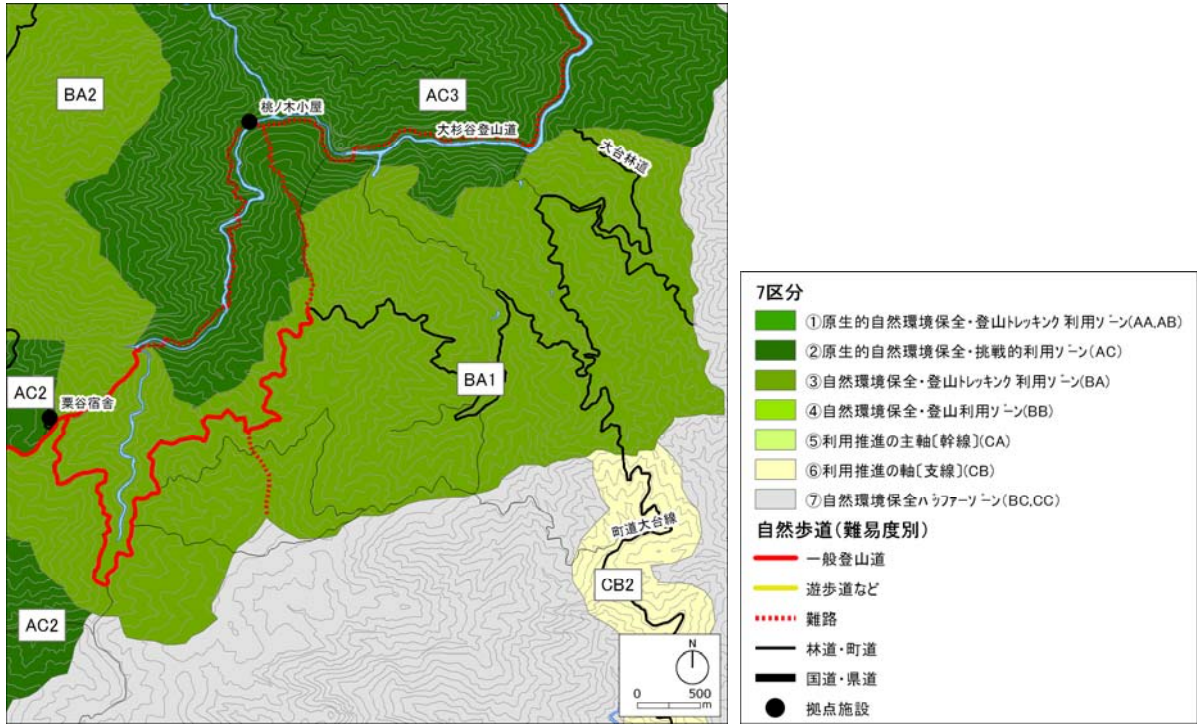 BA2
AC3
桃ノ木小屋
大杉谷登山道
大台林道
BA1
AC2
粟谷宿舎
町道大台線
CB2
AC2
N
0 500
m
7区分
①原生的自然環境保全・登山トレッキング利用ゾーン(AA,AB)
②原生的自然環境保全・挑戦的利用ゾーン(AC)
③自然環境保全・登山トレッキング利用ゾーン(BA)
④自然環境保全・登山利用ゾーン(BB)
⑤利用推進の主軸〔幹線〕(CA)
⑥利用推進の軸〔支線〕(CB)
⑦自然環境保全バッファーゾーン(BC,CC)
自然歩道(難易度別)
一般登山道
遊歩道など
難路
林道・町道
国道・県道
拠点施設